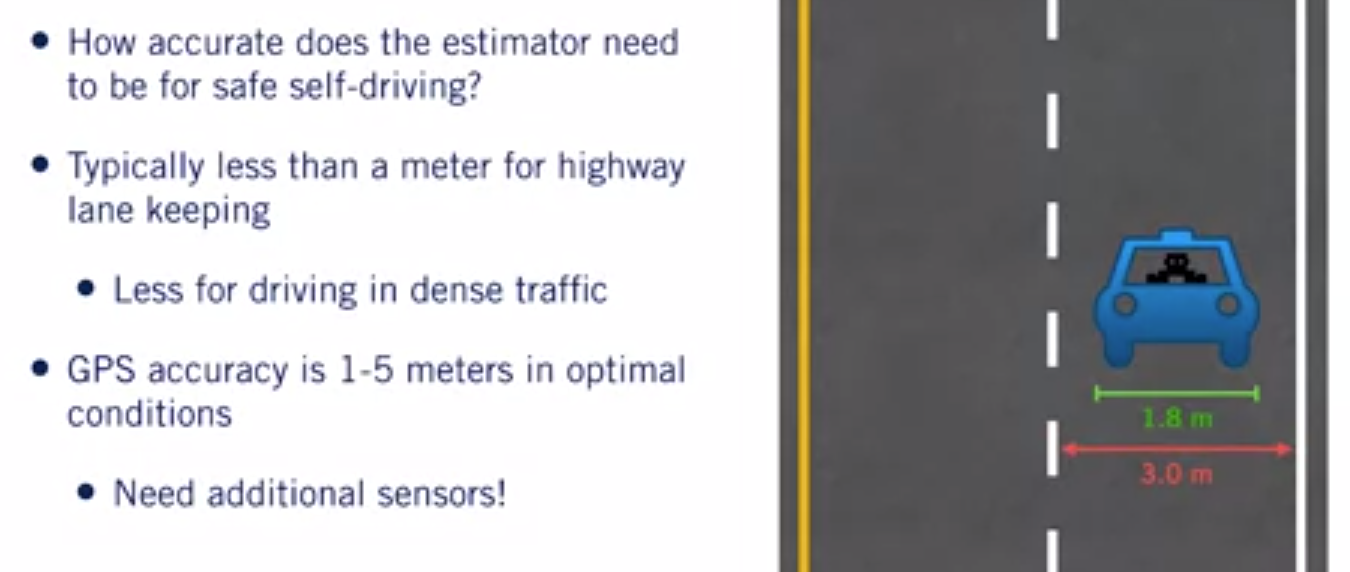 • How accurate does the estimator need
to be for safe self-driving?
• Typically less than a meter for highway
lane keeping
• Less for driving in dense traffic
• GPS accuracy is 1-5 meters in optimal
conditions
• Need additional sensors!
1.8 m
3.0 m